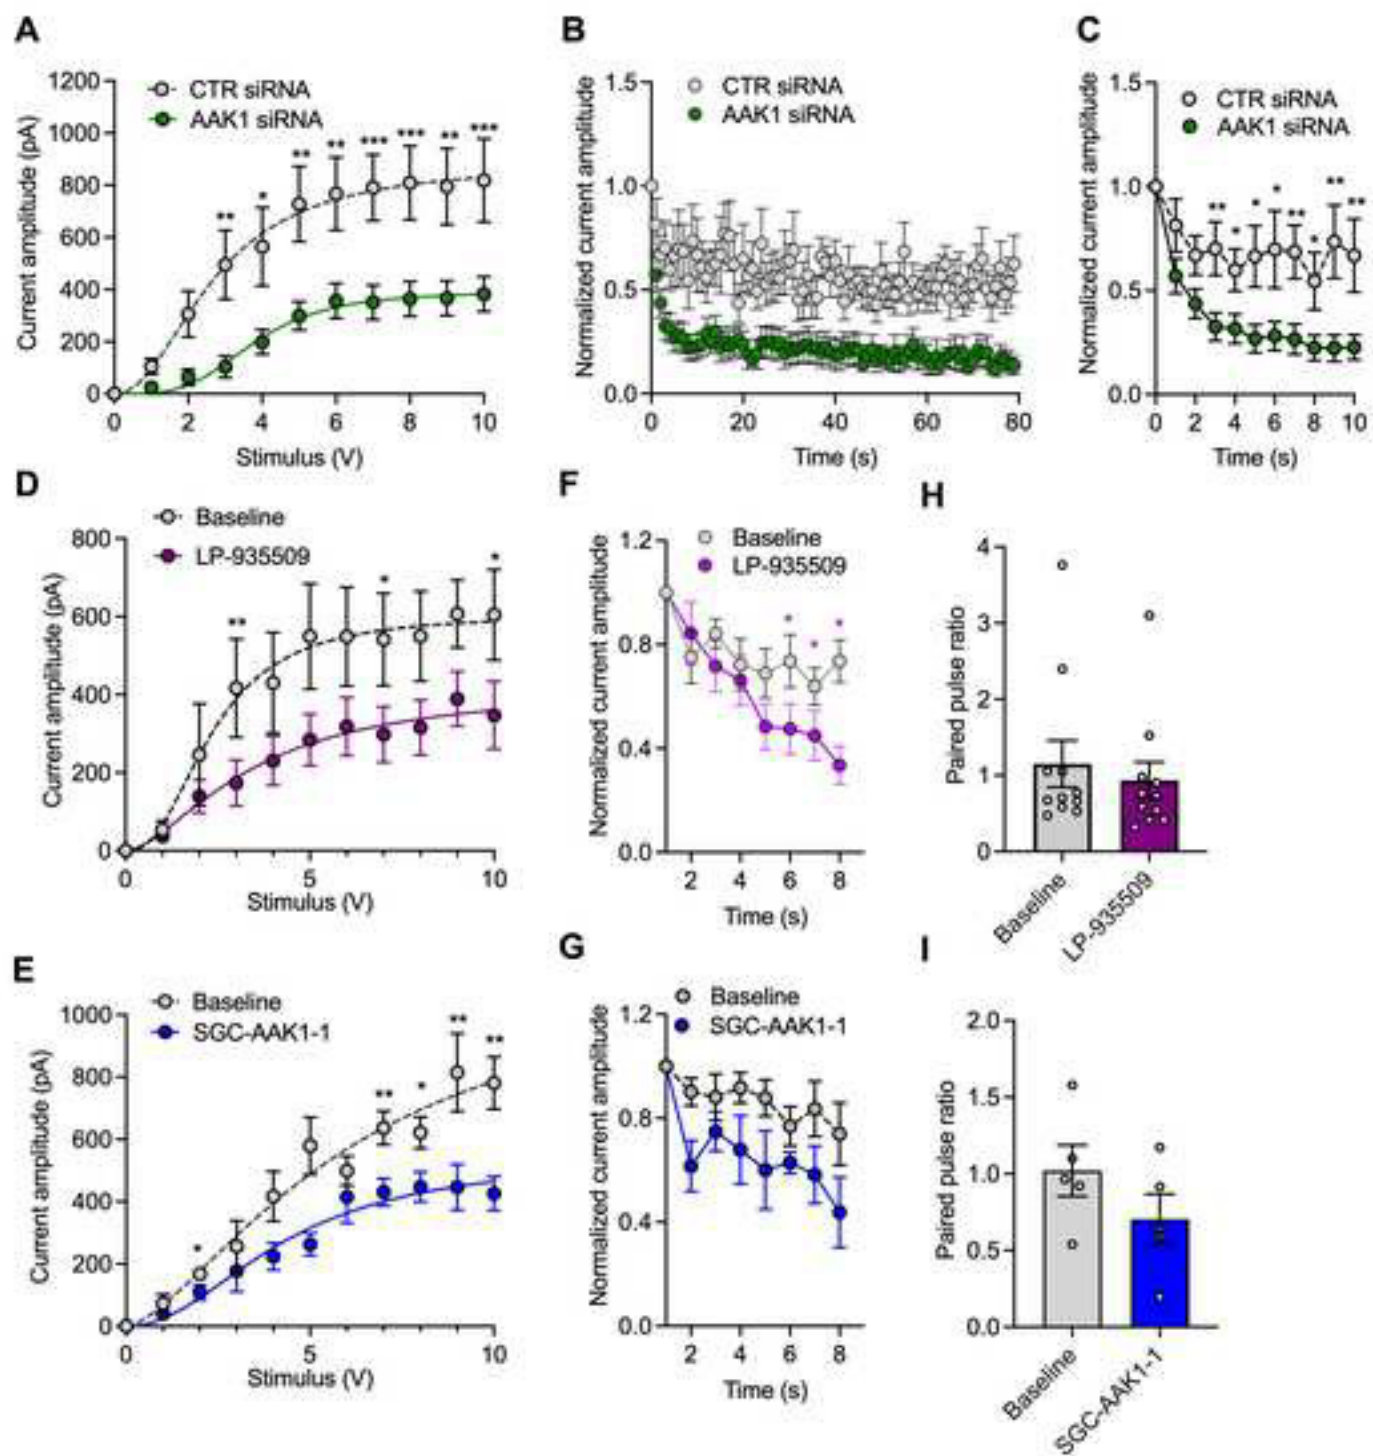 A
CTR siRNA
AAK1 siRNA
** * ** ** *** *** ** ***
Current amplitude (pA)
1200
1000
800
600
400
200
0
0 2 4 6 8 10
Stimulus (V)
B
CTR siRNA
AAK1 siRNA
Normalized current amplitude
1.5
1.0
0.5
0.0
0 20 40 60 80
Time (s)
C
CTR siRNA
AAK1 siRNA
** * * * ** * ** **
Normalized current amplitude
1.5
1.0
0.5
0.0
0 2 4 6 8 10
Time (s)
D
Baseline
LP-935509
** * *
Current amplitude (pA)
800
600
400
200
0
0 5 10
Stimulus (V)
F
Baseline
LP-935509
* * *
Normalized current amplitude
1.2
0.8
0.4
0.0
2 4 6 8
Time (s)
H
Paired pulse ratio
4
3
2
1
0
Baseline
LP-935509
E
Baseline
SGC-AAK1-1
* ** * ** **
Current amplitude (pA)
1000
800
600
400
200
0
0 5 10
Stimulus (V)
G
Baseline
SGC-AAK1-1
Normalized current amplitude
1.2
0.8
0.4
0.0
2 4 6 8
Time (s)
I
Paired pulse ratio
2.0
1.5
1.0
0.5
0.0
Baseline
SGC-AAK1-1